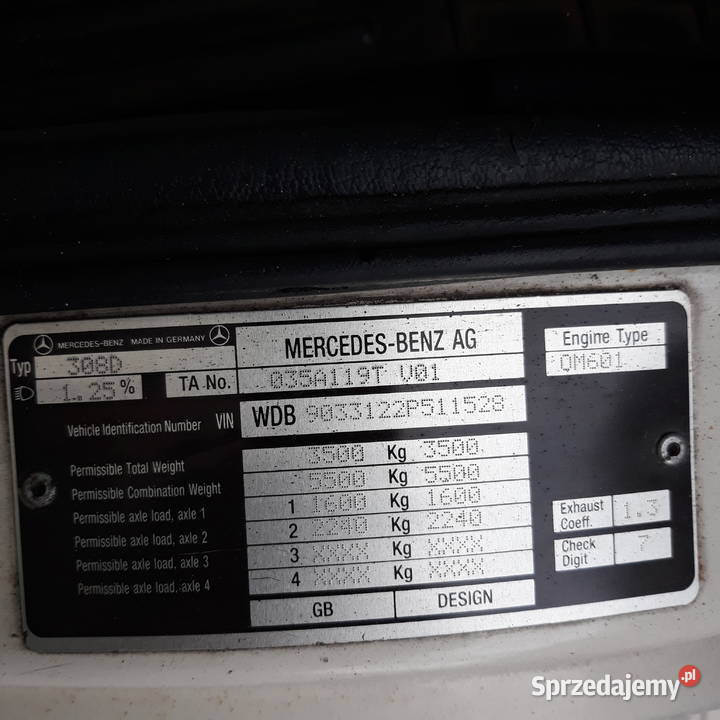 MERCEDES-BENZ MADE IN GERMANY
Typ 308D
1.25%
TA No. 035A119T V01
MERCEDES-BENZ AG
Engine Type
OM601
Vehicle Identification Number VIN WDB 9033122P511528
Permissible Total Weight 3500 Kg 3500
Permissible Combination Weight 5500 Kg 5500
Permissible axle load, axle 1 1 1600 Kg 1600
Permissible axle load, axle 2 2 2240 Kg 2240
Permissible axle load, axle 3 3 XXXX Kg XXXX
Permissible axle load, axle 4 4 XXXX Kg XXXX
GB DESIGN
Exhaust Coeff. 1.3
Check Digit 7
Sprzedajemy.pl